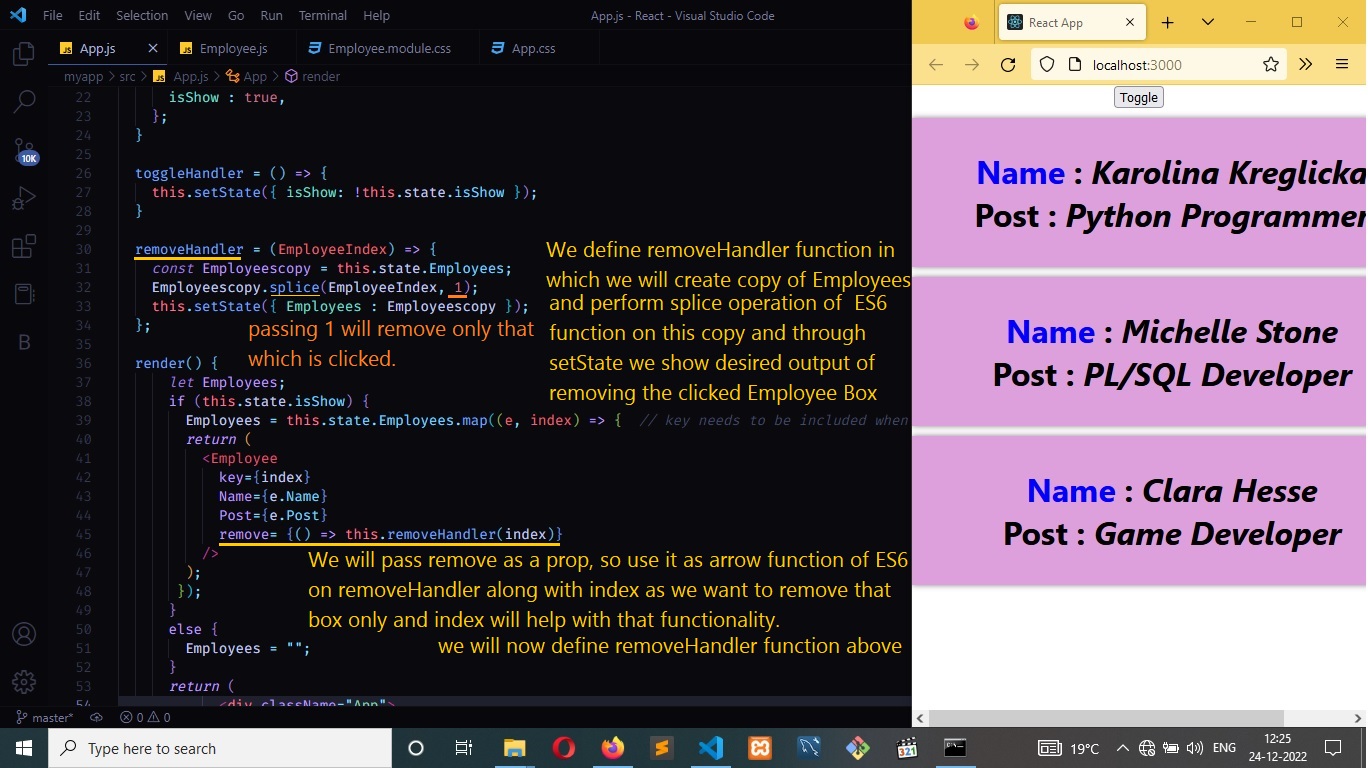 File Edit Selection View Go Run Terminal Help App.js - React - Visual Studio Code
App.js Employee.js Employee.module.css App.css
myapp > src > App.js > App > render
22 isShow : true,
23 };
24 }
25
26 toggleHandler = () => {
27 this.setState({ isShow: !this.state.isShow });
28 }
29
30 removeHandler = (EmployeeIndex) => {
31 const Employeescopy = this.state.Employees;
32 Employeescopy.splice(EmployeeIndex, 1);
33 this.setState({ Employees : Employeescopy });
34 };
35
36 render() {
37 let Employees;
38 if (this.state.isShow) {
39 Employees = this.state.Employees.map((e, index) => { // key needs to be included when
40 return (
41 <Employee
42 key={index}
43 Name={e.Name}
44 Post={e.Post}
45 remove= {() => this.removeHandler(index)}
46 />
47 );
48 });
49 }
50 else {
51 Employees = "";
52 }
53 return (
54 <div className="App">
We define removeHandler function in
which we will create copy of Employees
and perform splice operation of ES6
function on this copy and through
setState we show desired output of
removing the clicked Employee Box
passing 1 will remove only that
which is clicked.
We will pass remove as a prop, so use it as arrow function of ES6
on removeHandler along with index as we want to remove that
box only and index will help with that functionality.
we will now define removeHandler function above
10K
B
master* 0 0
React App
localhost:3000
Toggle
Name : Karolina Kreglicka
Post : Python Programmer
Name : Michelle Stone
Post : PL/SQL Developer
Name : Clara Hesse
Post : Game Developer
Type here to search
321
19°C ENG 12:25
24-12-2022